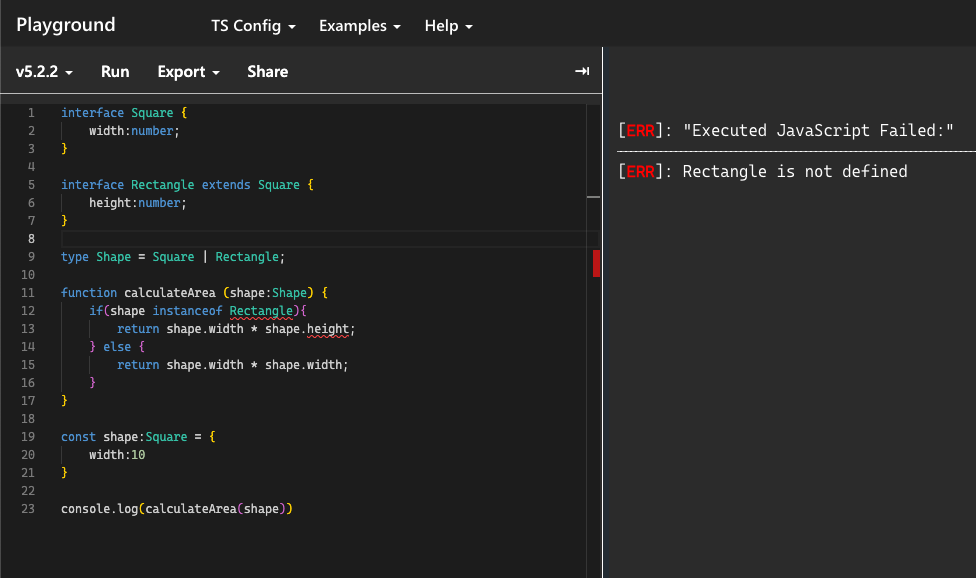 Playground TS Config Examples Help
v5.2.2 Run Export Share
1 interface Square {
2 width:number;
3 }
4
5 interface Rectangle extends Square {
6 height:number;
7 }
8
9 type Shape = Square | Rectangle;
10
11 function calculateArea (shape:Shape) {
12 if(shape instanceof Rectangle){
13 return shape.width * shape.height;
14 } else {
15 return shape.width * shape.width;
16 }
17 }
18
19 const shape:Square = {
20 width:10
21 }
22
23 console.log(calculateArea(shape))
[ERR]: "Executed JavaScript Failed:"
[ERR]: Rectangle is not defined